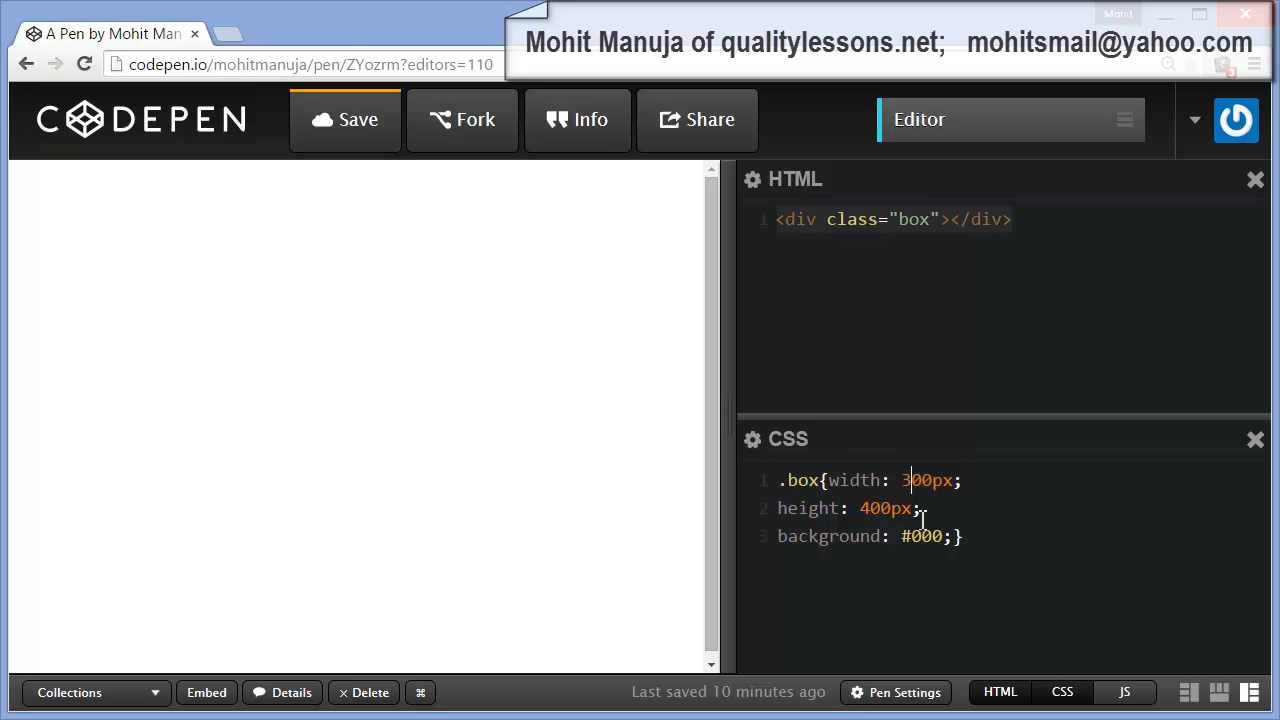 A Pen by Mohit Man
Mohit
Mohit Manuja of qualitylessons.net; mohitsmail@yahoo.com
codepen.io/mohitmanuja/pen/ZYozrm?editors=110
3
CODEPEN
Save
Fork
Info
Share
Editor
HTML
1 <div class="box"></div>
CSS
1 .box{width: 300px;
2 height: 400px;
3 background: #000;}
Collections
Embed
Details
× Delete
⌘
Last saved 10 minutes ago
Pen Settings
HTML
CSS
JS